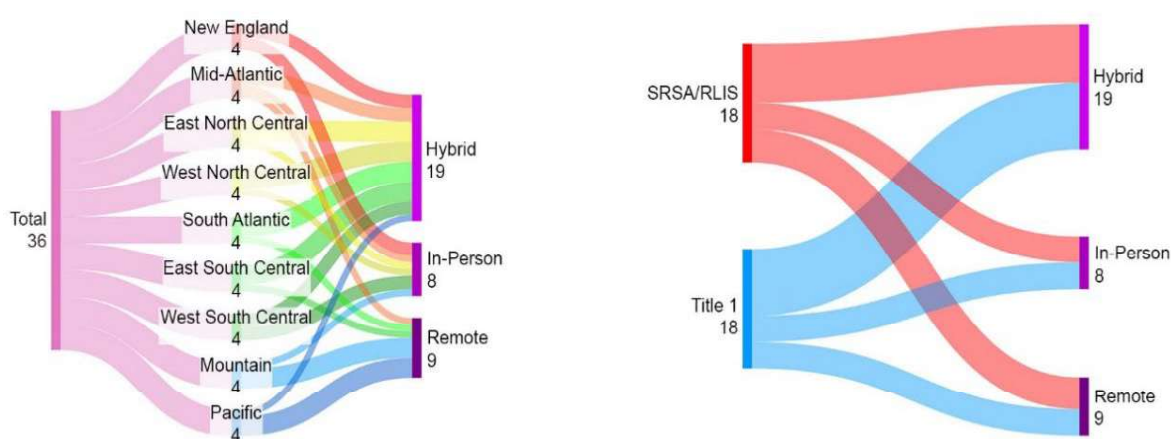 New England
4
Mid-Atlantic
4
East North Central
4
West North Central
4
South Atlantic
4
East South Central
4
West South Central
4
Mountain
4
Pacific
4
Total
36
Hybrid
19
In-Person
8
Remote
9
SRSA/RLIS
18
Title 1
18
Hybrid
19
In-Person
8
Remote
9